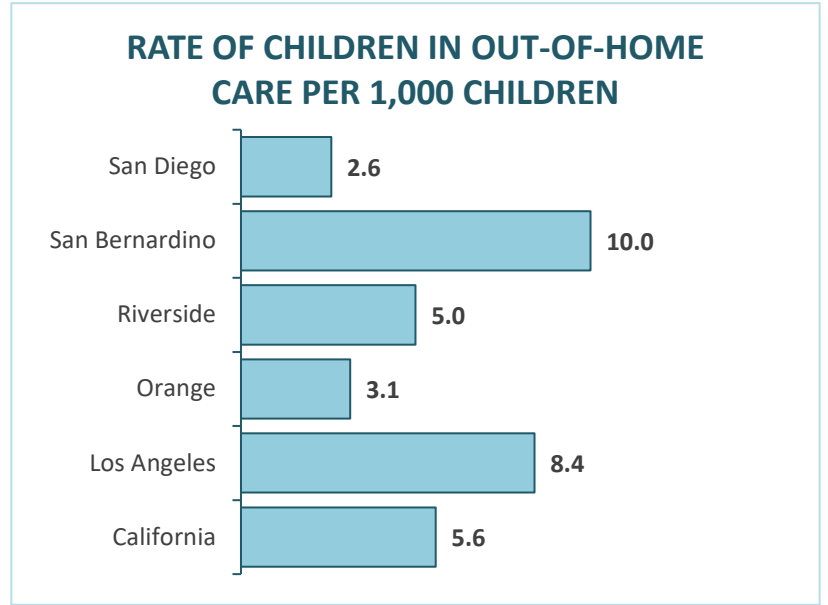 RATE OF CHILDREN IN OUT-OF-HOME
CARE PER 1,000 CHILDREN
San Diego 2.6
San Bernardino 10.0
Riverside 5.0
Orange 3.1
Los Angeles 8.4
California 5.6